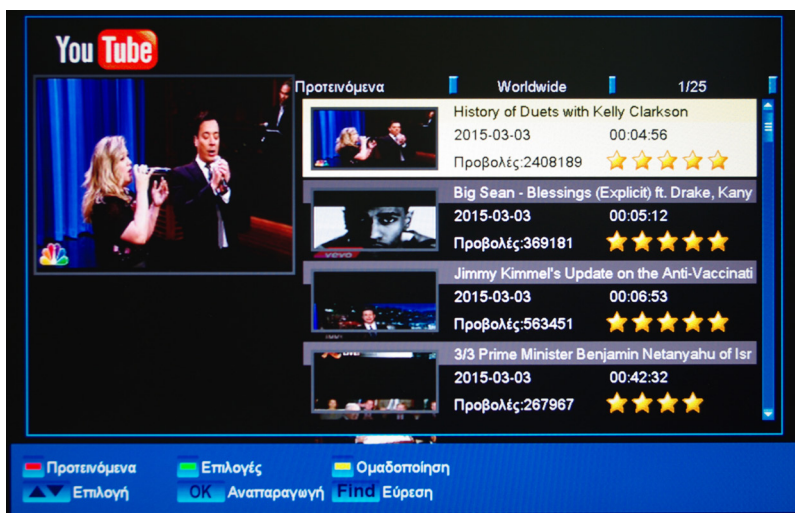 YouTube
Προτεινόμενα Worldwide 1/25
History of Duets with Kelly Clarkson
2015-03-03 00:04:56
Προβολές:2408189
Big Sean - Blessings (Explicit) ft. Drake, Kany
2015-03-03 00:05:12
Προβολές:369181
vevo
Jimmy Kimmel's Update on the Anti-Vaccinati
2015-03-03 00:06:53
Προβολές:563451
3/3 Prime Minister Benjamin Netanyahu of Isr
2015-03-03 00:42:32
Προβολές:267967
Προτεινόμενα Επιλογές Ομαδοποίηση
Επιλογή OK Αναπαραγωγή Find Εύρεση